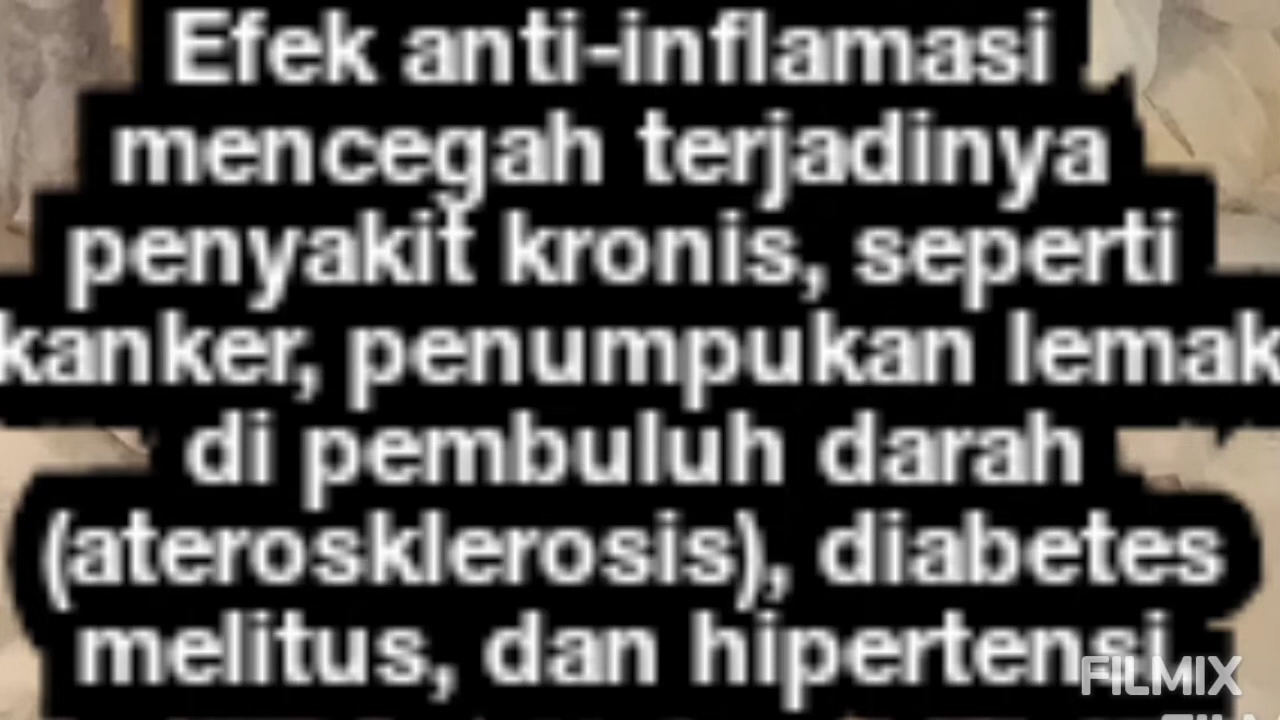 Efek anti-inflamasi
mencegah terjadinya
penyakit kronis, seperti
kanker, penumpukan lemak
di pembuluh darah
(aterosklerosis), diabetes
melitus, dan hipertensi
FILMIX